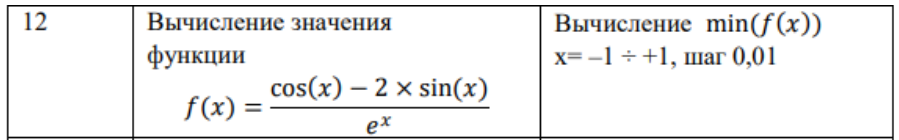 12
Вычисление значения
функции
f(x) = (cos(x) − 2 × sin(x)) / e^x
Вычисление min(f(x))
x= –1 ÷ +1, шаг 0,01